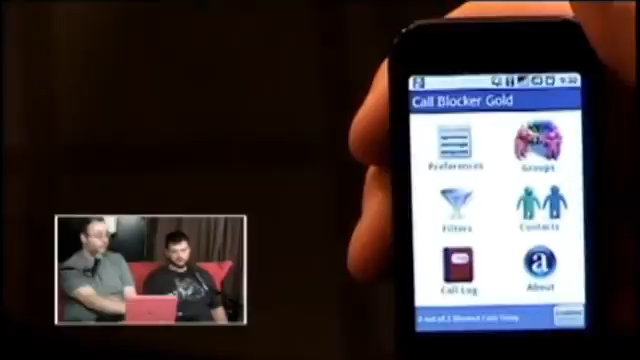 Call Blocker Gold
Preferences
Groups
Filters
Contacts
Call Log
About